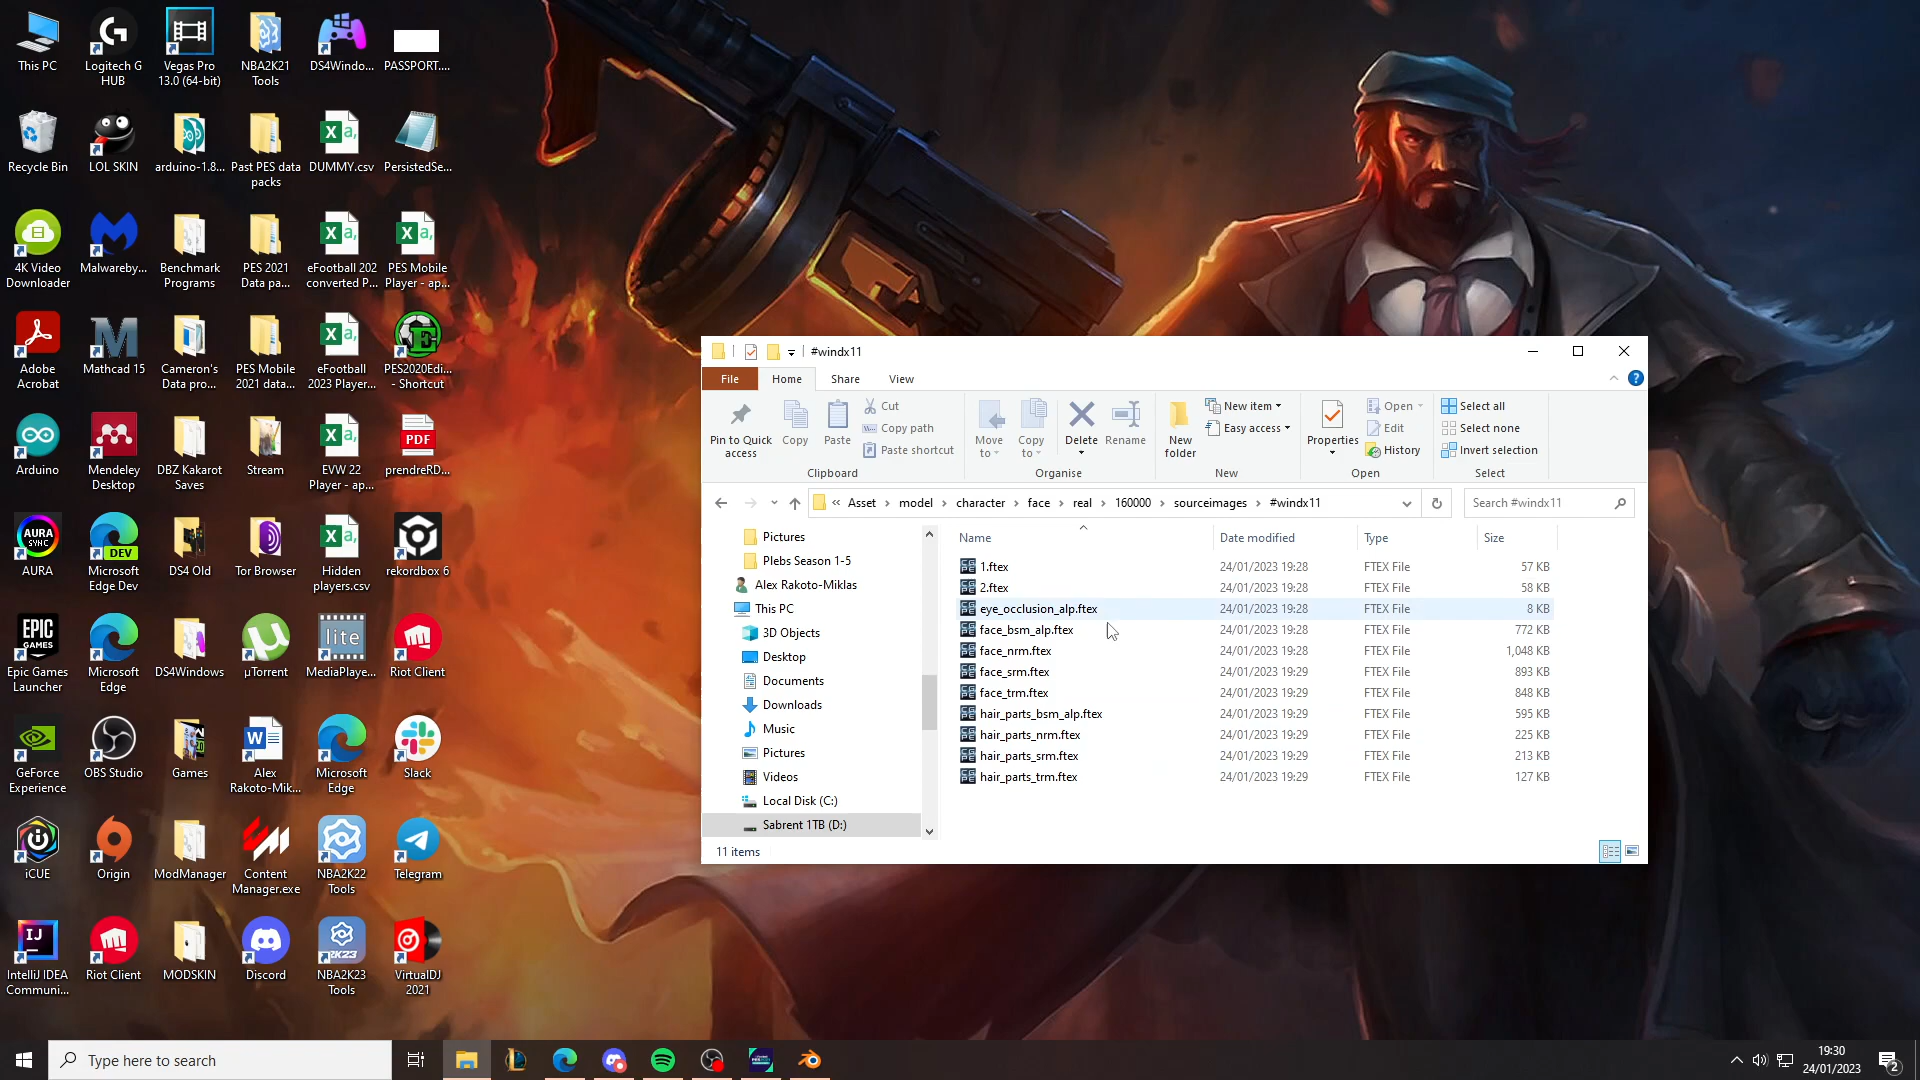 This PC
Logitech G
HUB
Vegas Pro
13.0 (64-bit)
NBA2K21
Tools
DS4Windo...
PASSPORT....
Recycle Bin
LOL SKIN
arduino-1.8...
Past PES data
packs
DUMMY.csv
PersistedSe...
4K Video
Downloader
Malwareby...
Benchmark
Programs
PES 2021
Data pa...
eFootball 202
converted P...
PES Mobile
Player - ap...
Adobe
Acrobat
Mathcad 15
Cameron's
Data pro...
PES Mobile
2021 data...
eFootball
2023 Player...
PES2020Edi...
- Shortcut
Arduino
Mendeley
Desktop
DBZ Kakarot
Saves
Stream
EVW 22
Player - ap...
PDF
prendreRD...
AURA
SYNC
AURA
DEV
Microsoft
Edge Dev
DS4 Old
Tor Browser
Hidden
players.csv
rekordbox 6
EPIC
GAMES
Epic Games
Launcher
Microsoft
Edge
DS4Windows
µTorrent
lite
MediaPlaye...
Riot Client
GeForce
Experience
OBS Studio
Games
Alex
Rakoto-Mik...
Microsoft
Edge
Slack
iCUE
Origin
ModManager
Content
Manager.exe
NBA2K22
Tools
Telegram
IJ
IntelliJ IDEA
Communi...
Riot Client
MODSKIN
Discord
2K23
NBA2K23
Tools
VirtualDJ
2021
#windx11
File
Home
Share
View
Pin to Quick
access
Copy
Paste
Cut
Copy path
Paste shortcut
Clipboard
Move
to
Copy
to
Delete
Rename
Organise
New
folder
New item
Easy access
New
Properties
Open
Edit
History
Open
Select all
Select none
Invert selection
Select
« Asset > model > character > face > real > 160000 > sourceimages > #windx11
Search #windx11
Pictures
Plebs Season 1-5
Alex Rakoto-Miklas
This PC
3D Objects
Desktop
Documents
Downloads
Music
Pictures
Videos
Local Disk (C:)
Sabrent 1TB (D:)
Name Date modified Type Size
1.ftex 24/01/2023 19:28 FTEX File 57 KB
2.ftex 24/01/2023 19:28 FTEX File 58 KB
eye_occlusion_alp.ftex 24/01/2023 19:28 FTEX File 8 KB
face_bsm_alp.ftex 24/01/2023 19:28 FTEX File 772 KB
face_nrm.ftex 24/01/2023 19:28 FTEX File 1,048 KB
face_srm.ftex 24/01/2023 19:29 FTEX File 893 KB
face_trm.ftex 24/01/2023 19:29 FTEX File 848 KB
hair_parts_bsm_alp.ftex 24/01/2023 19:29 FTEX File 595 KB
hair_parts_nrm.ftex 24/01/2023 19:29 FTEX File 225 KB
hair_parts_srm.ftex 24/01/2023 19:29 FTEX File 213 KB
hair_parts_trm.ftex 24/01/2023 19:29 FTEX File 127 KB
11 items
Type here to search
19:30
24/01/2023
2